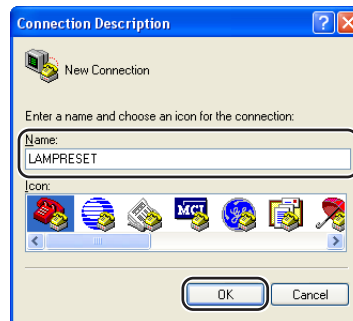 Connection Description
New Connection
Enter a name and choose an icon for the connection:
Name:
LAMPRESET
Icon:
MCI
OK
Cancel